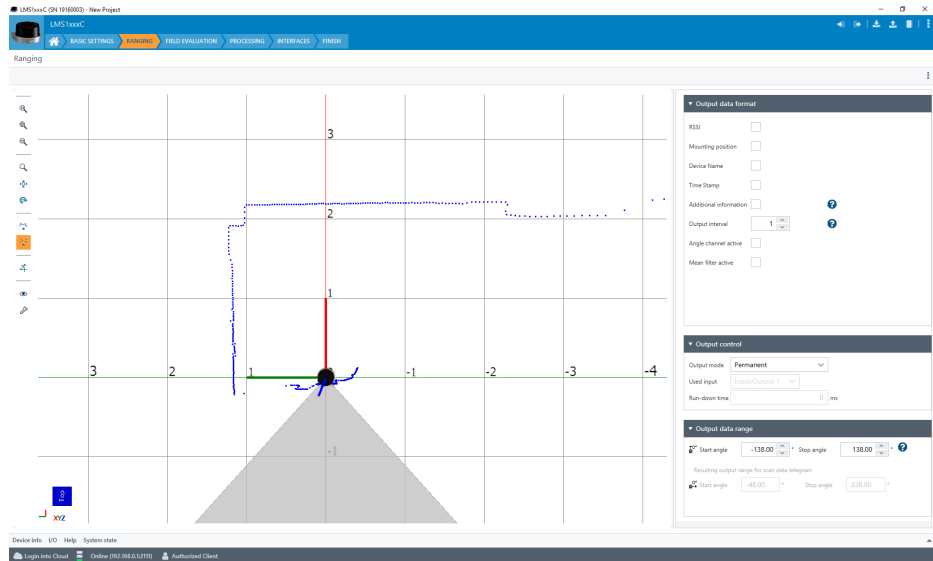 LMS1xxxC (SN 19160003) - New Project
LMS1xxxC
BASIC SETTINGS RANGING FIELD EVALUATION PROCESSING INTERFACES FINISH
Ranging
3
2
1
3 2 1 -1 -2 -3 -4
-1
Top
XYZ
Output data format
RSSI
Mounting position
Device Name
Time Stamp
Additional information ?
Output interval 1 ?
Angle channel active
Mean filter active
Output control
Output mode Permanent
Used input Input/Output 1
Run-down time 0 ms
Output data range
0° Start angle -138.00 ° Stop angle 138.00 ° ?
Resulting output range for scan data telegram
0° Start angle -48.00 ° Stop angle 228.00 °
Device info I/O Help System state
Login into Cloud Online (192.168.0.1:2111) Authorized Client